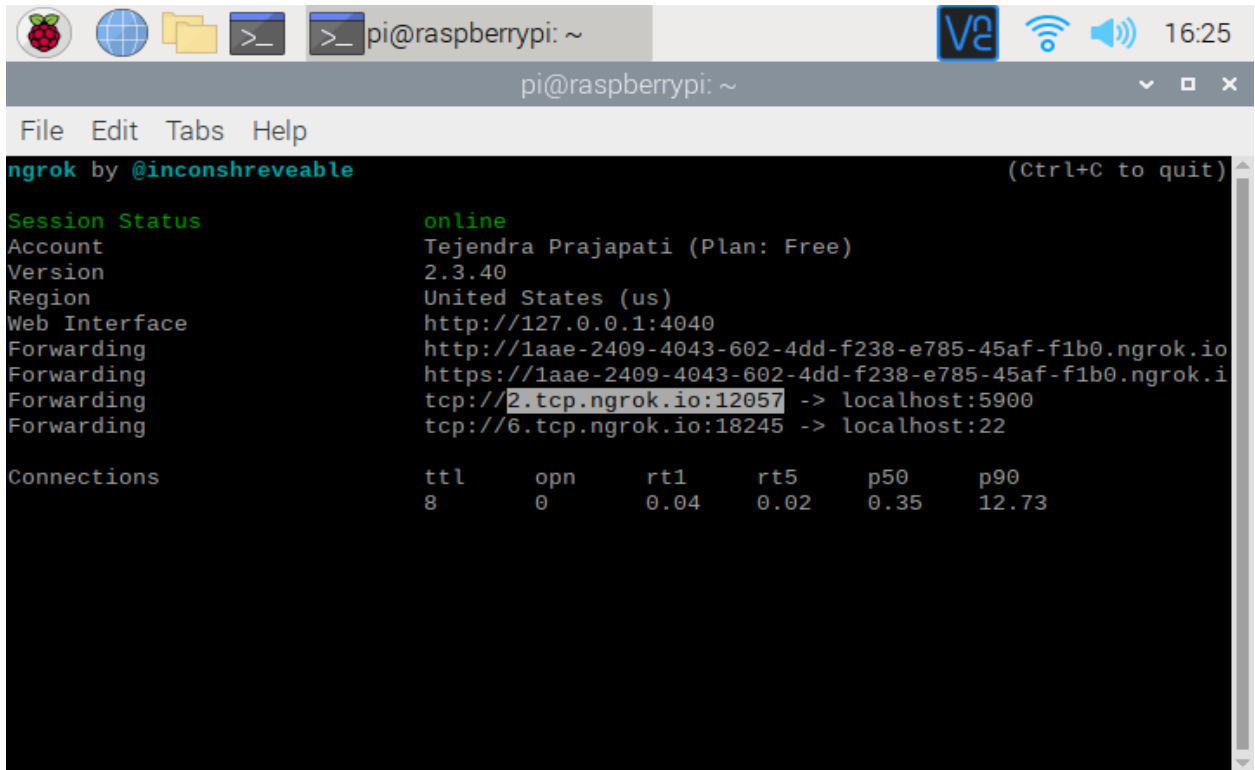 pi@raspberrypi: ~ 16:25
pi@raspberrypi: ~
File Edit Tabs Help
ngrok by @inconshreveable (Ctrl+C to quit)
Session Status online
Account Tejendra Prajapati (Plan: Free)
Version 2.3.40
Region United States (us)
Web Interface http://127.0.0.1:4040
Forwarding http://1aae-2409-4043-602-4dd-f238-e785-45af-f1b0.ngrok.io
Forwarding https://1aae-2409-4043-602-4dd-f238-e785-45af-f1b0.ngrok.i
Forwarding tcp://2.tcp.ngrok.io:12057 -> localhost:5900
Forwarding tcp://6.tcp.ngrok.io:18245 -> localhost:22
Connections ttl opn rt1 rt5 p50 p90
8 0 0.04 0.02 0.35 12.73